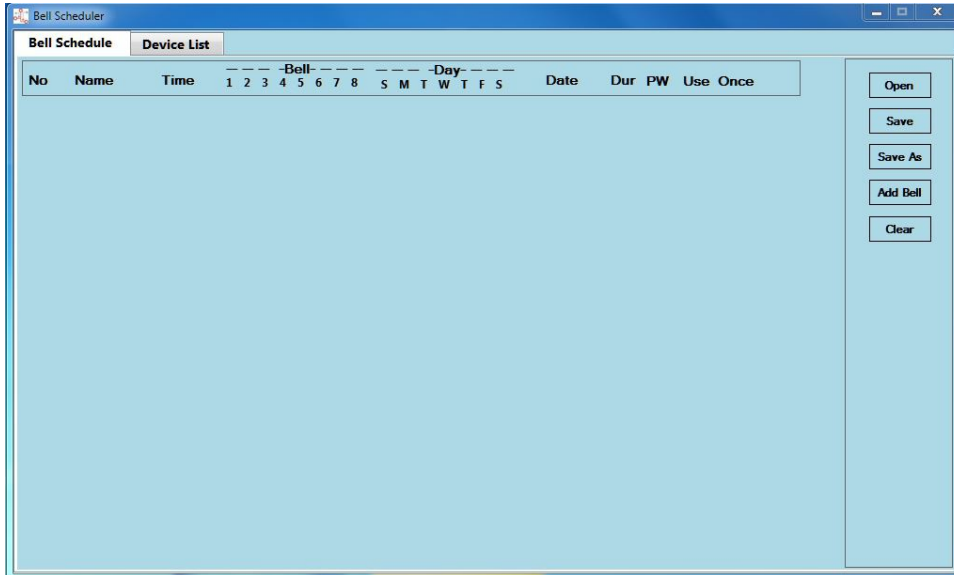 Bell Scheduler
Bell Schedule Device List
No Name Time Bell Day Date Dur PW Use Once
1 2 3 4 5 6 7 8 S M T W T F S
Open
Save
Save As
Add Bell
Clear